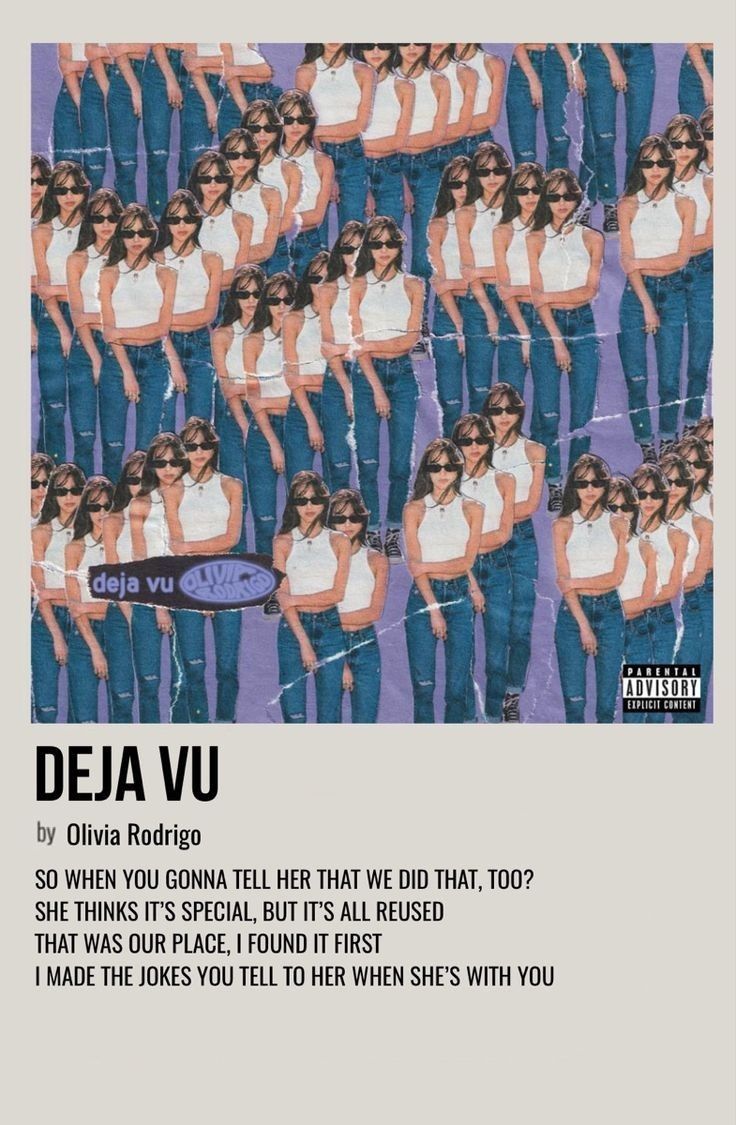 deja vu OLIVIA
RODRIGO
PARENTAL
ADVISORY
EXPLICIT CONTENT
DEJA VU
by Olivia Rodrigo
SO WHEN YOU GONNA TELL HER THAT WE DID THAT, TOO?
SHE THINKS IT’S SPECIAL, BUT IT’S ALL REUSED
THAT WAS OUR PLACE, I FOUND IT FIRST
I MADE THE JOKES YOU TELL TO HER WHEN SHE’S WITH YOU